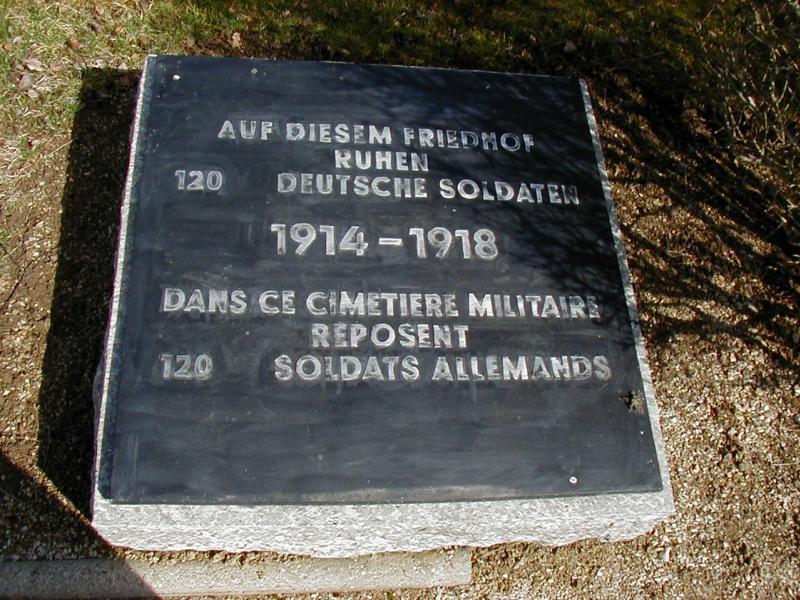 AUF DIESEM FRIEDHOF
RUHEN
120 DEUTSCHE SOLDATEN
1914-1918
DANS CE CIMETIERE MILITAIRE
REPOSENT
120 SOLDATS ALLEMANDS